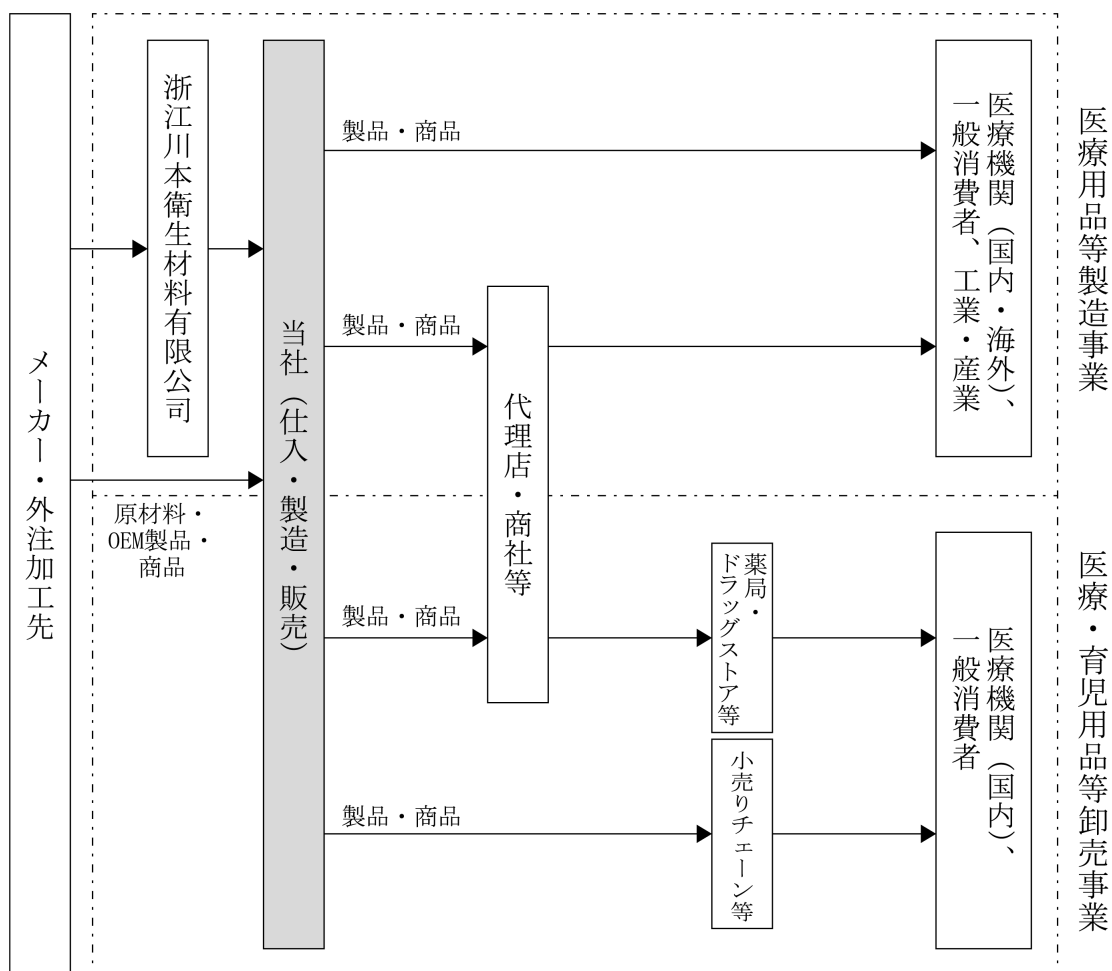 メーカー・外注加工先
浙江川本衛生材料有限公司
原材料・
OEM製品・
商品
当社（仕入・製造・販売）
製品・商品
製品・商品
製品・商品
製品・商品
代理店・商社等
薬局・
ドラッグストア等
小売りチェーン等
医療機関（国内・海外）、
一般消費者、工業・産業
医療機関（国内）、
一般消費者
医療用品等製造事業
医療・育児用品等卸売事業